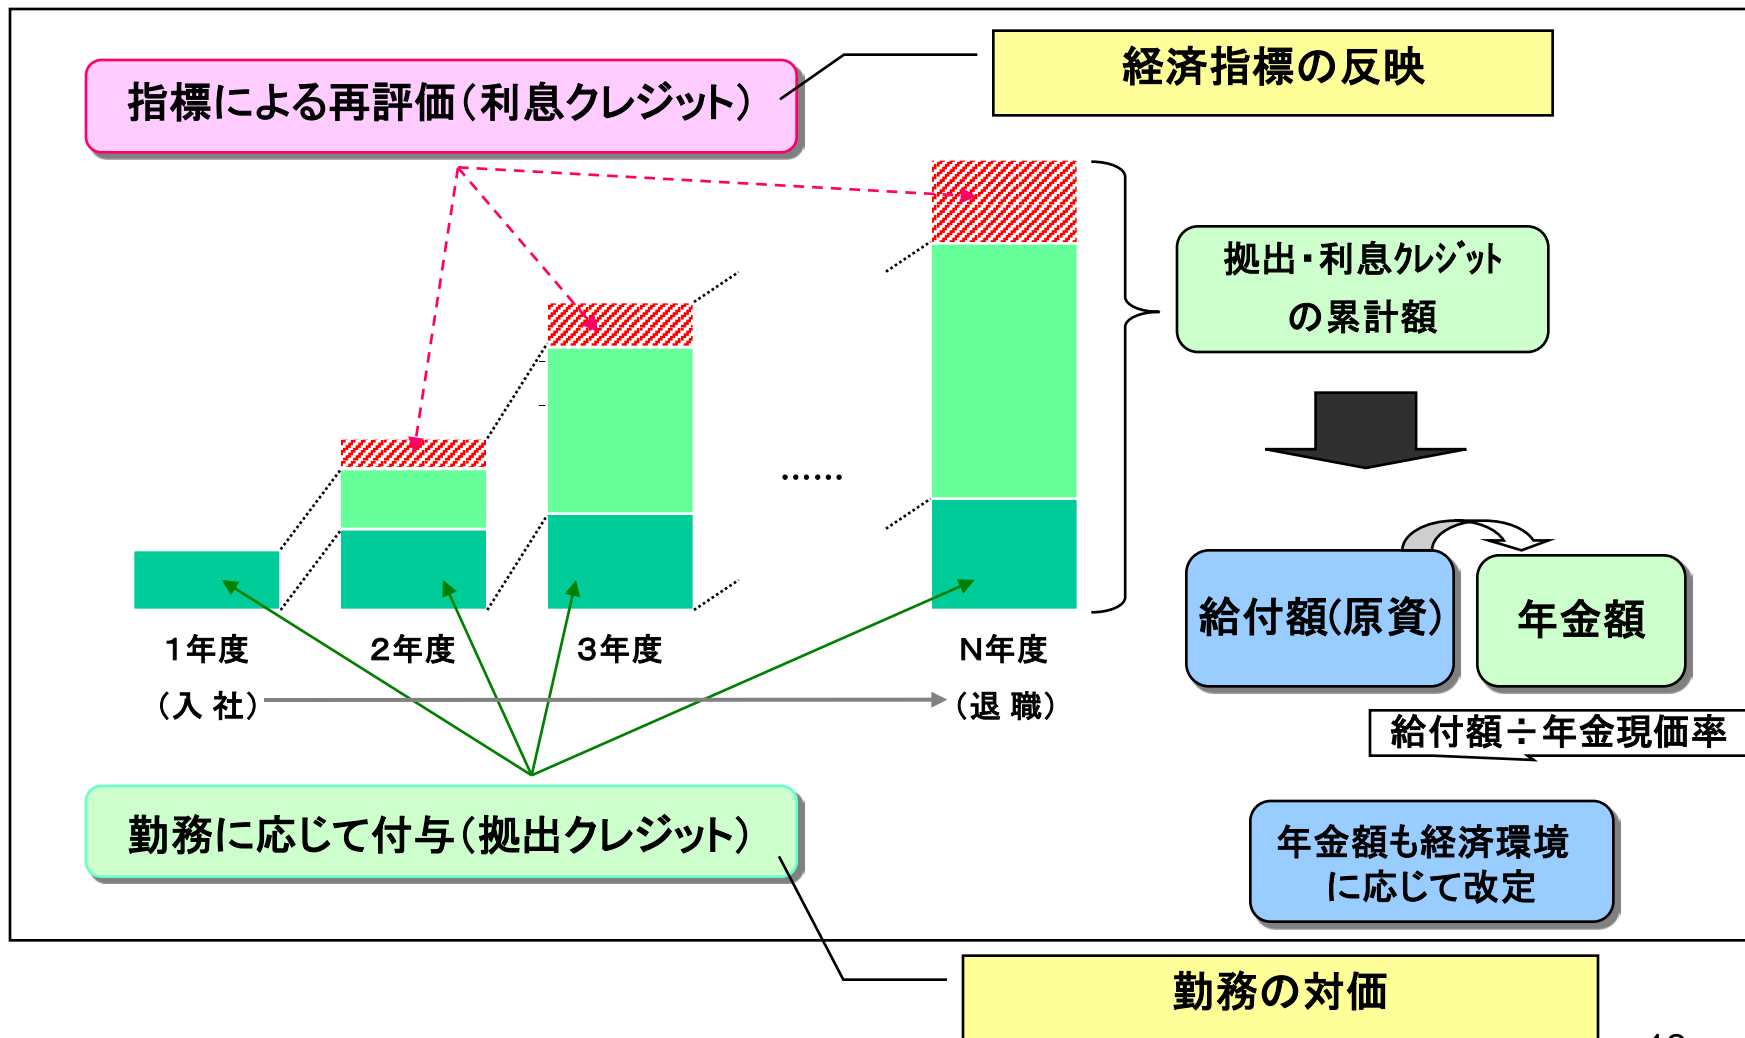 経済指標の反映
指標による再評価（利息クレジット）
拠出・利息ｸﾚｼﾞｯﾄ
の累計額
……
給付額(原資)
年金額
１年度
２年度
３年度
Ｎ年度
（入 社）
（退 職）
給付額÷年金現価率
勤務に応じて付与（拠出クレジット）
年金額も経済環境
に応じて改定
勤務の対価